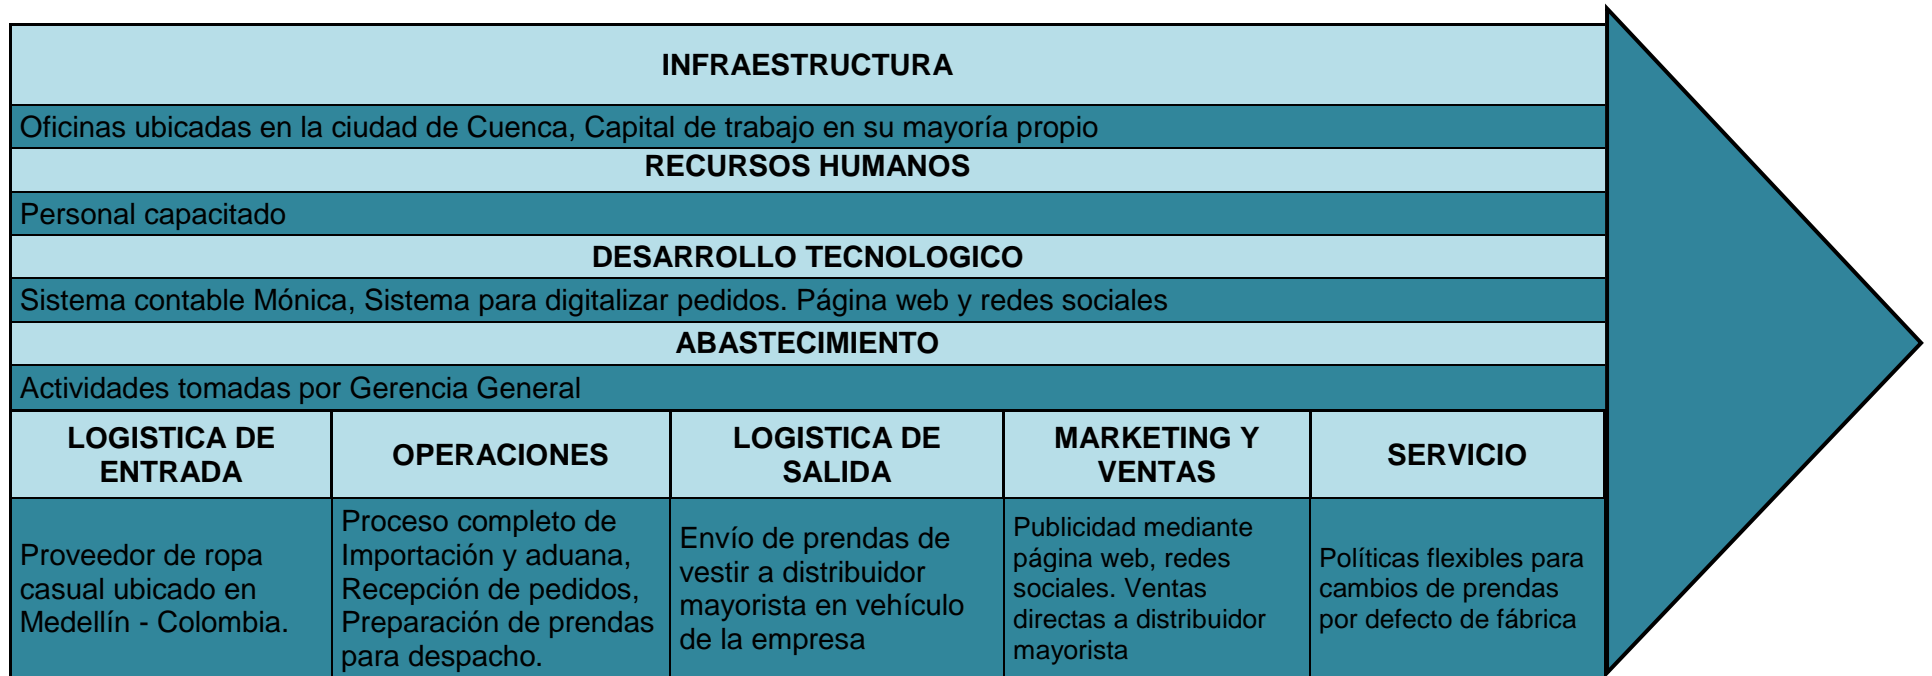 INFRAESTRUCTURA
Oficinas ubicadas en la ciudad de Cuenca, Capital de trabajo en su mayoría propio
RECURSOS HUMANOS
Personal capacitado
DESARROLLO TECNOLOGICO
Sistema contable Mónica, Sistema para digitalizar pedidos. Página web y redes sociales
ABASTECIMIENTO
Actividades tomadas por Gerencia General
LOGISTICA DE
ENTRADA
OPERACIONES
LOGISTICA DE
SALIDA
MARKETING Y
VENTAS
SERVICIO
Proveedor de ropa
casual ubicado en
Medellín - Colombia.
Proceso completo de
Importación y aduana,
Recepción de pedidos,
Preparación de prendas
para despacho.
Envío de prendas de
vestir a distribuidor
mayorista en vehículo
de la empresa
Publicidad mediante
página web, redes
sociales. Ventas
directas a distribuidor
mayorista
Políticas flexibles para
cambios de prendas
por defecto de fábrica